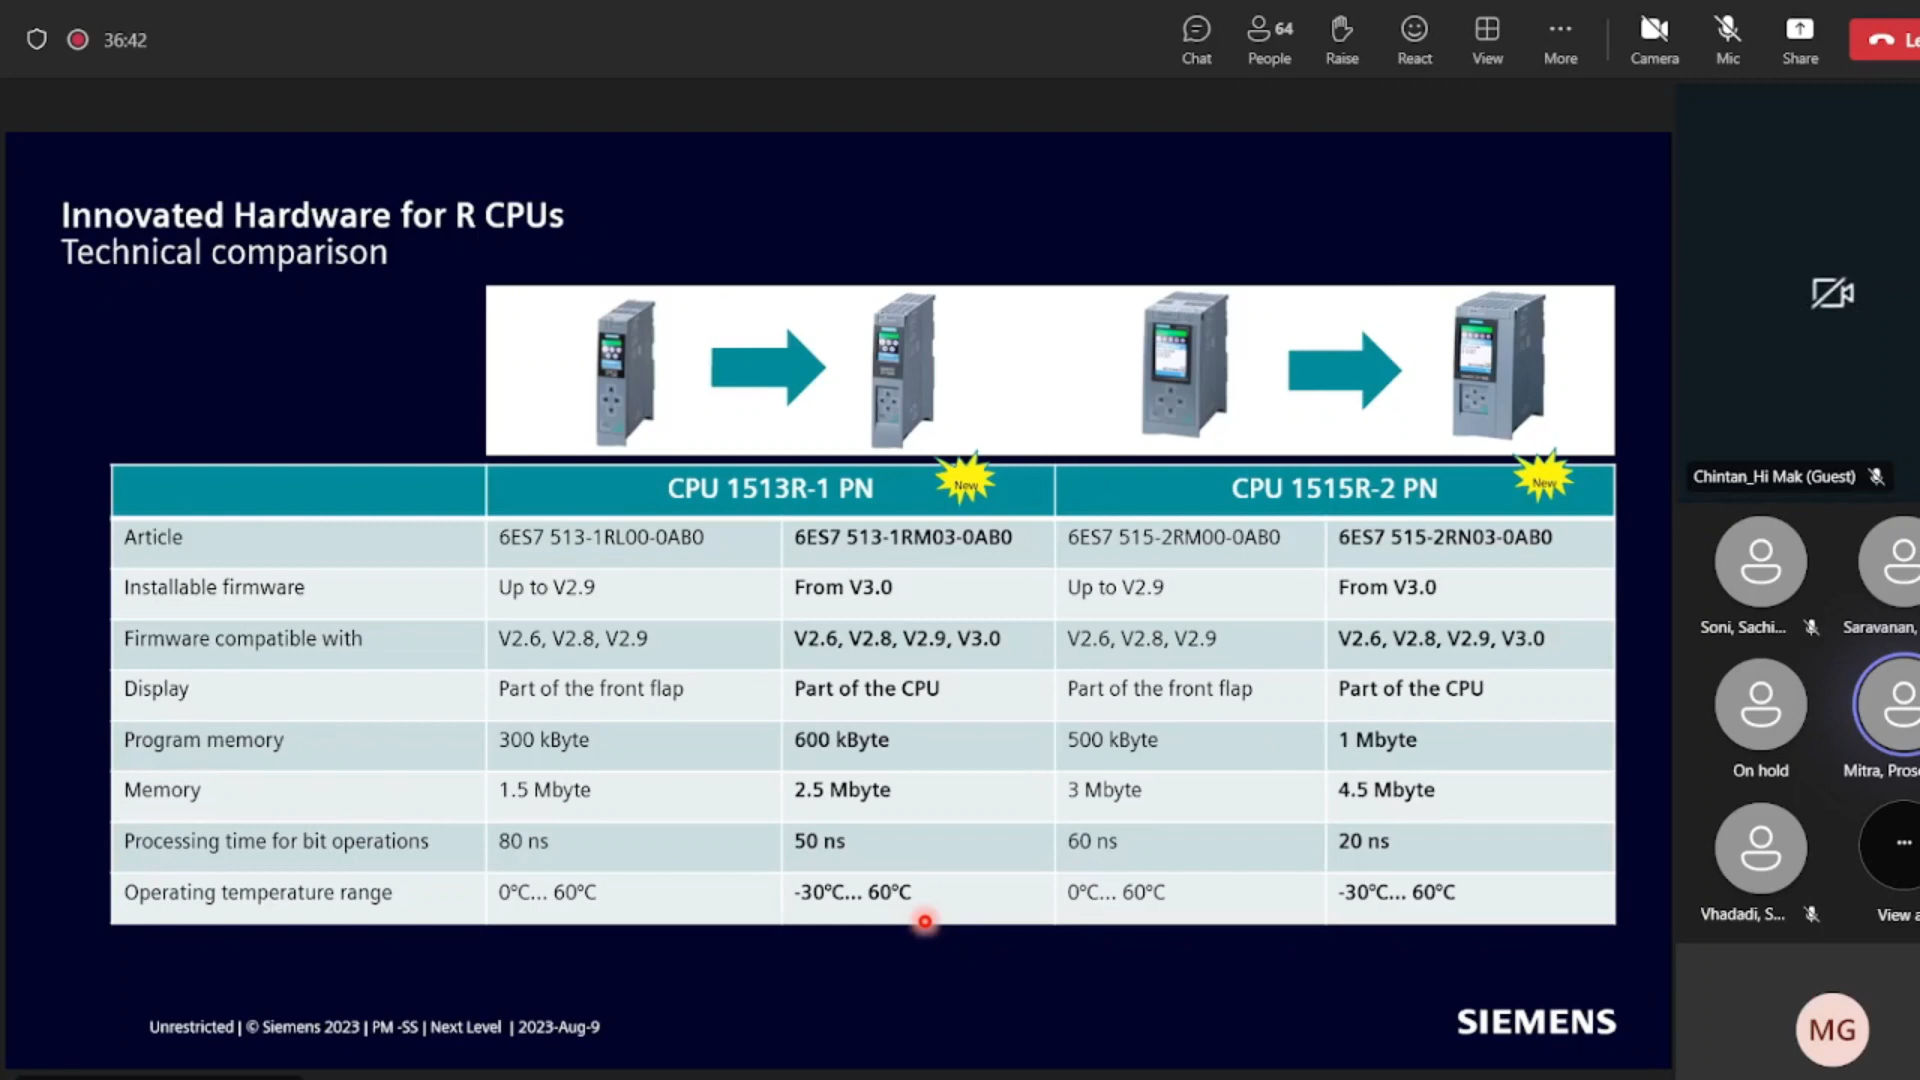 36:42
Chat
64
People
Raise
React
View
More
Camera
Mic
Share
Innovated Hardware for R CPUs
Technical comparison
CPU 1513R-1 PN New CPU 1515R-2 PN New
Article 6ES7 513-1RL00-0AB0 6ES7 513-1RM03-0AB0 6ES7 515-2RM00-0AB0 6ES7 515-2RN03-0AB0
Installable firmware Up to V2.9 From V3.0 Up to V2.9 From V3.0
Firmware compatible with V2.6, V2.8, V2.9 V2.6, V2.8, V2.9, V3.0 V2.6, V2.8, V2.9 V2.6, V2.8, V2.9, V3.0
Display Part of the front flap Part of the CPU Part of the front flap Part of the CPU
Program memory 300 kByte 600 kByte 500 kByte 1 Mbyte
Memory 1.5 Mbyte 2.5 Mbyte 3 Mbyte 4.5 Mbyte
Processing time for bit operations 80 ns 50 ns 60 ns 20 ns
Operating temperature range 0°C... 60°C -30°C... 60°C 0°C... 60°C -30°C... 60°C
Unrestricted | © Siemens 2023 | PM -SS | Next Level | 2023-Aug-9
SIEMENS
Chintan_Hi Mak (Guest)
Soni, Sachi... Saravanan,
On hold Mitra, Pros
Vhadadi, S... View a
MG